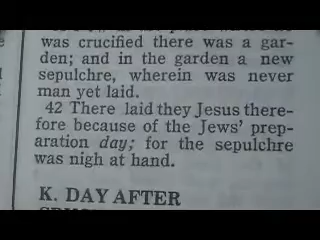 was crucified there was a gar-
den; and in the garden a new
sepulchre, wherein was never
man yet laid.
42 There laid they Jesus there-
fore because of the Jews' prep-
aration day; for the sepulchre
was nigh at hand.
K. DAY AFTER